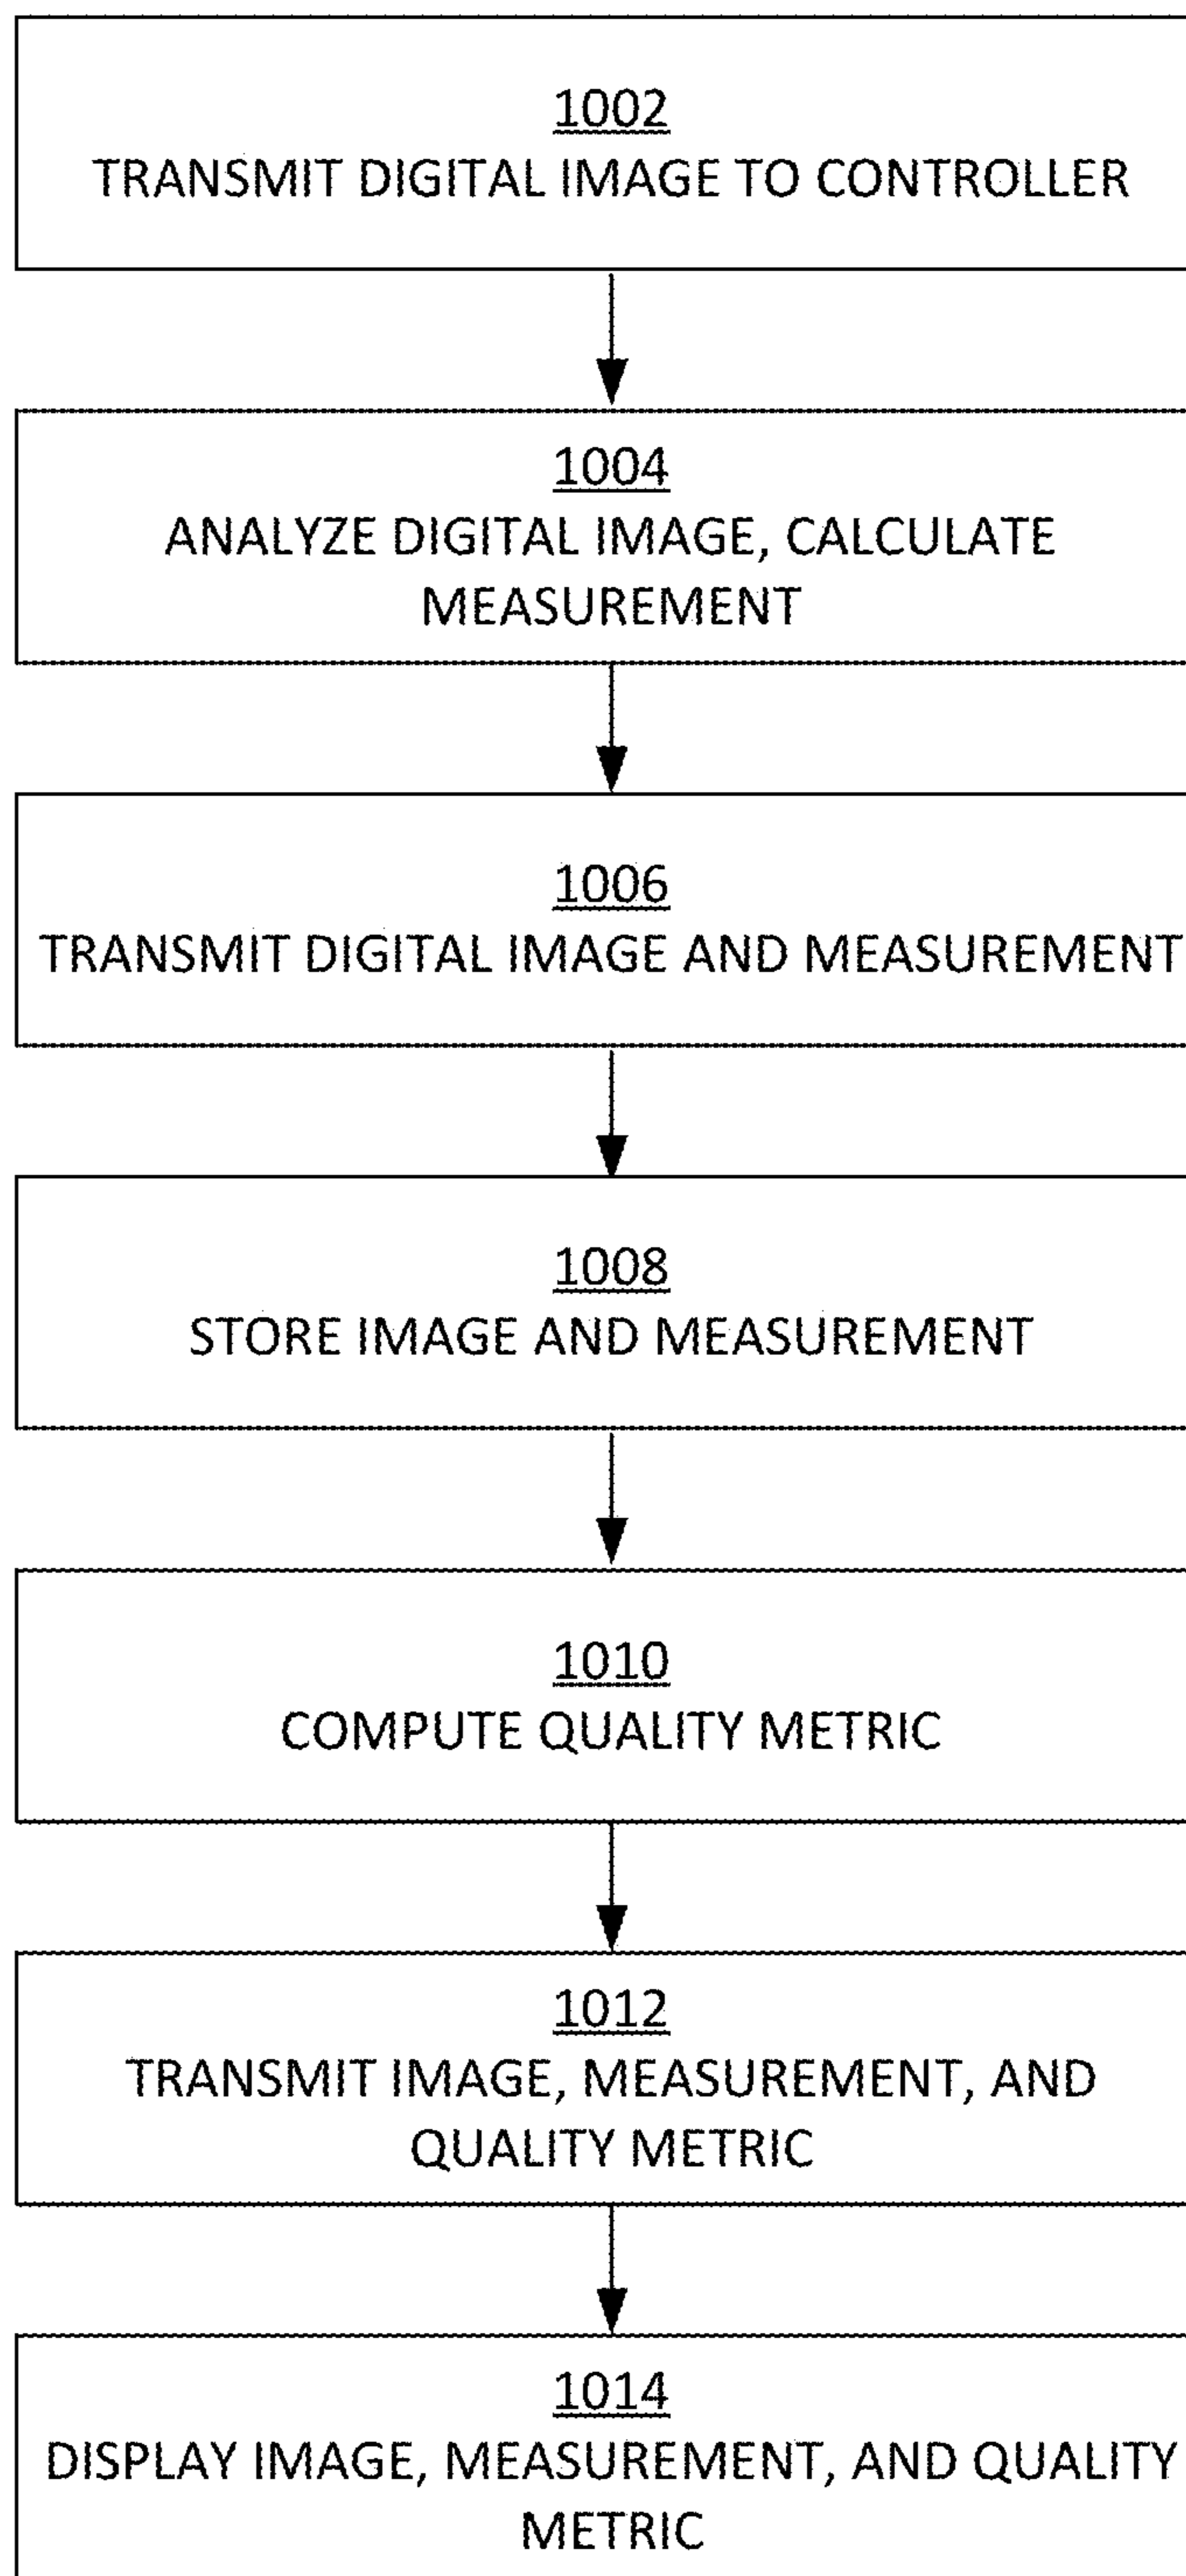 1002
TRANSMIT DIGITAL IMAGE TO CONTROLLER
1004
ANALYZE DIGITAL IMAGE, CALCULATE
MEASUREMENT
1006
TRANSMIT DIGITAL IMAGE AND MEASUREMENT
1008
STORE IMAGE AND MEASUREMENT
1010
COMPUTE QUALITY METRIC
1012
TRANSMIT IMAGE, MEASUREMENT, AND
QUALITY METRIC
1014
DISPLAY IMAGE, MEASUREMENT, AND QUALITY
METRIC